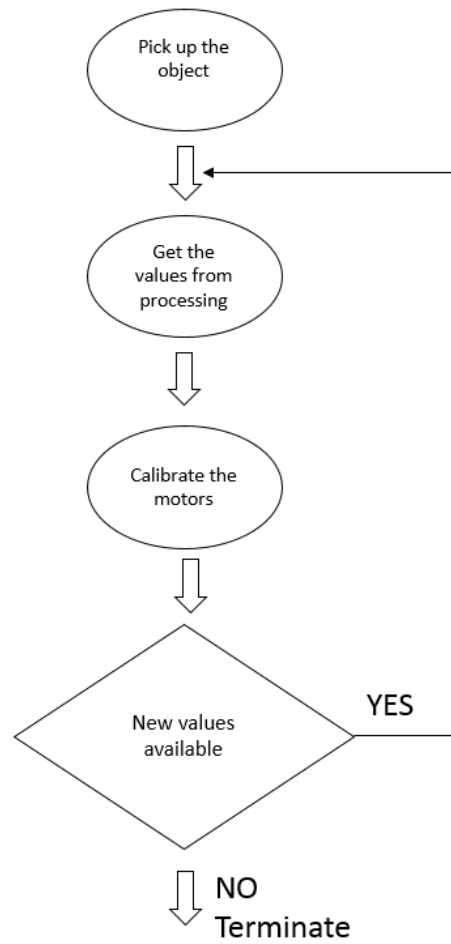 Pick up the
object
Get the
values from
processing
Calibrate the
motors
New values
available
YES
NO
Terminate